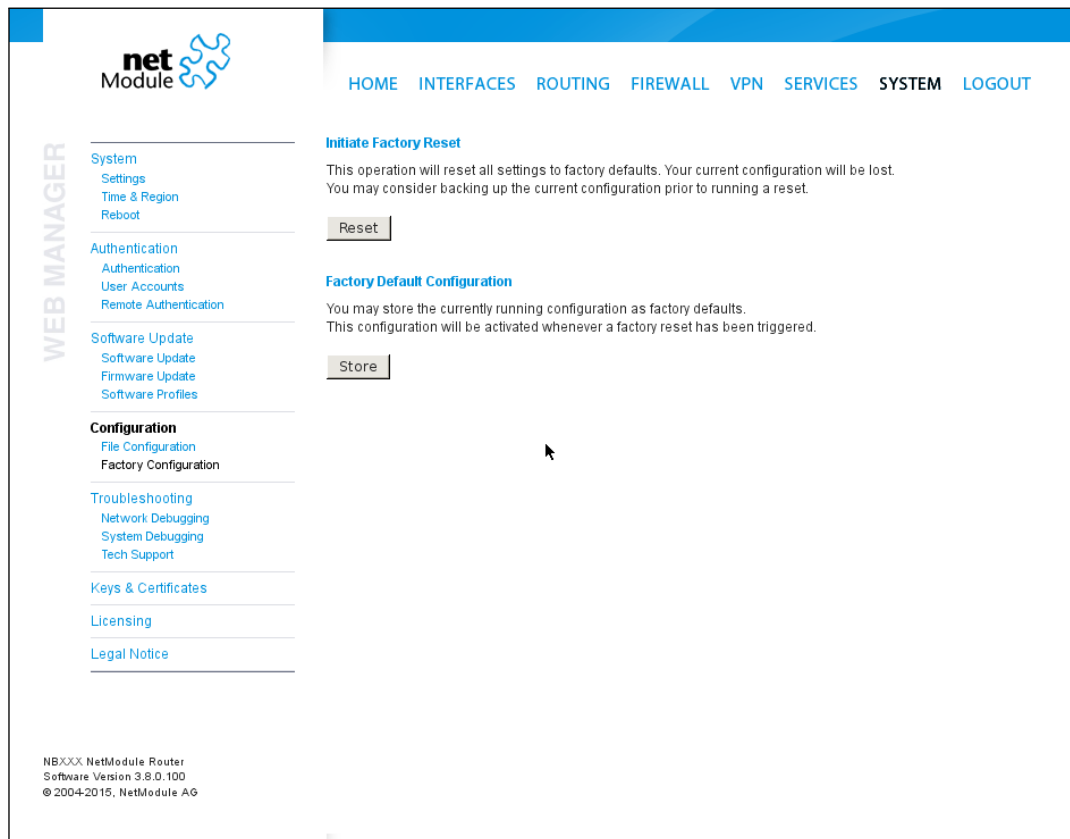 net
Module
HOME INTERFACES ROUTING FIREWALL VPN SERVICES SYSTEM LOGOUT
WEB MANAGER
System
Settings
Time & Region
Reboot
Authentication
Authentication
User Accounts
Remote Authentication
Software Update
Software Update
Firmware Update
Software Profiles
Configuration
File Configuration
Factory Configuration
Troubleshooting
Network Debugging
System Debugging
Tech Support
Keys & Certificates
Licensing
Legal Notice
Initiate Factory Reset
This operation will reset all settings to factory defaults. Your current configuration will be lost.
You may consider backing up the current configuration prior to running a reset.
Reset
Factory Default Configuration
You may store the currently running configuration as factory defaults.
This configuration will be activated whenever a factory reset has been triggered.
Store
NBXXX NetModule Router
Software Version 3.8.0.100
© 2004-2015, NetModule AG